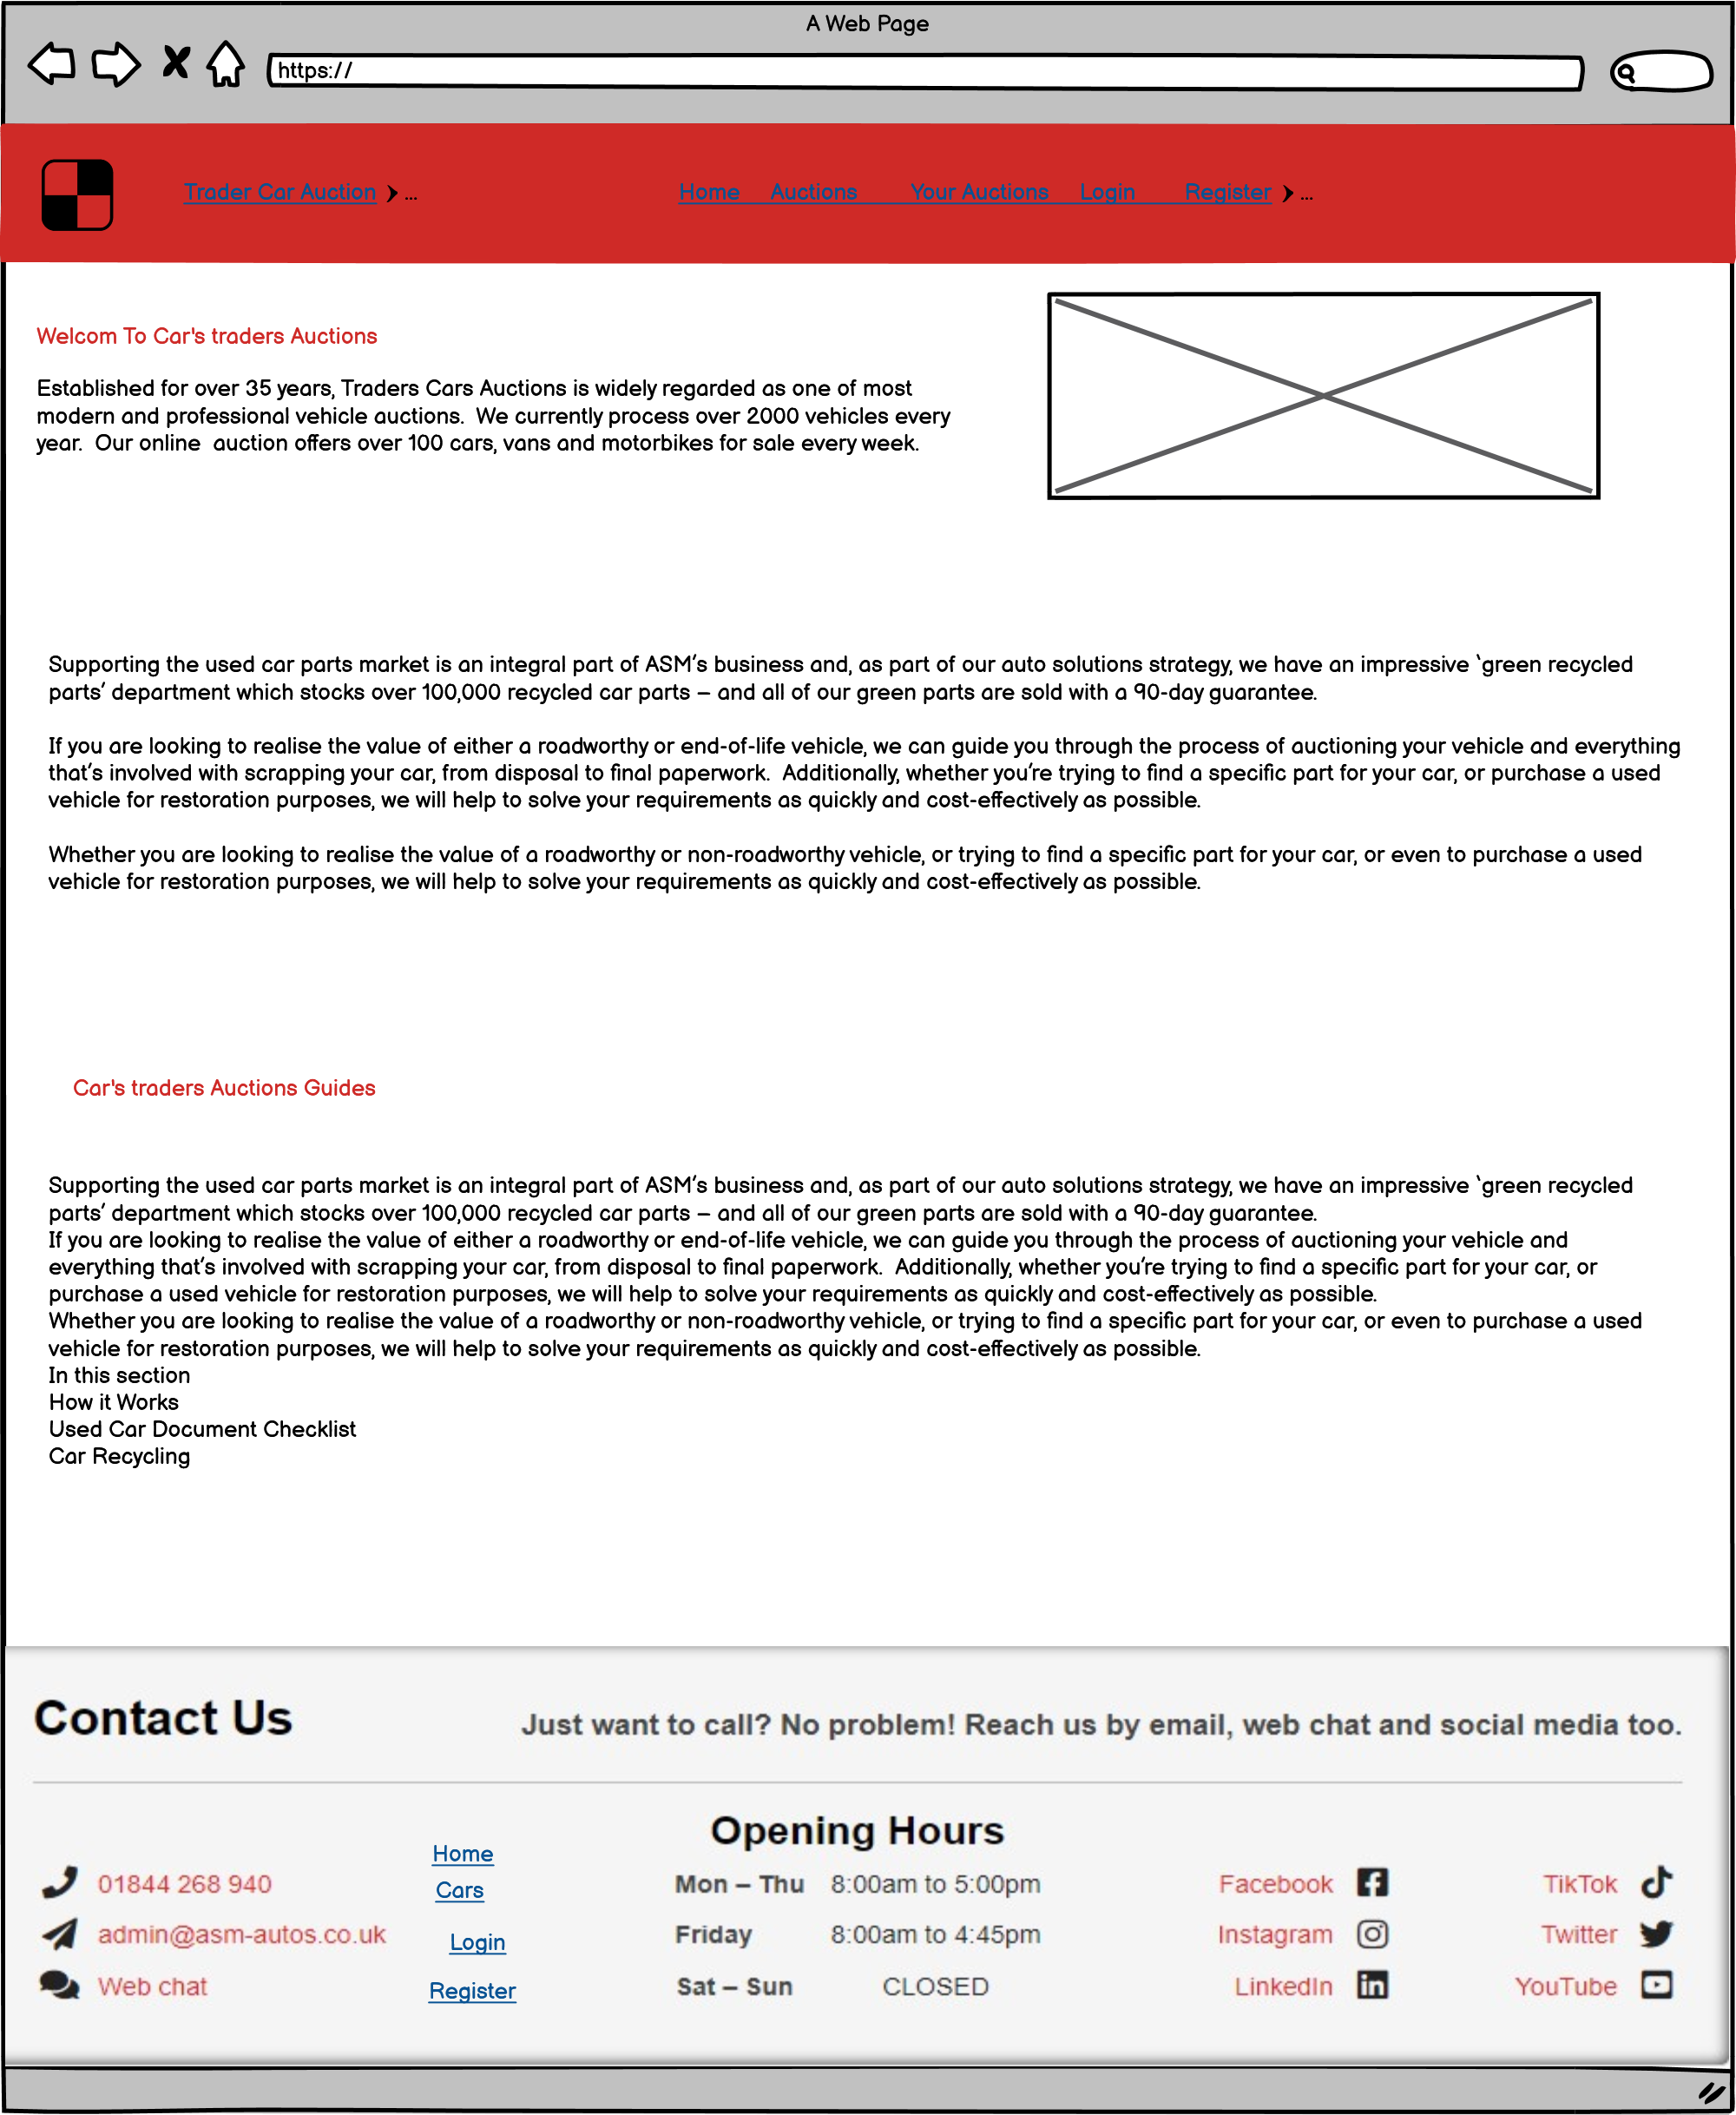 A Web Page
https://
Trader Car Auction ...
Home Auctions Your Auctions Login Register ...
Welcom To Car's traders Auctions
Established for over 35 years, Traders Cars Auctions is widely regarded as one of most
modern and professional vehicle auctions.  We currently process over 2000 vehicles every
year.  Our online  auction offers over 100 cars, vans and motorbikes for sale every week.
Supporting the used car parts market is an integral part of ASM's business and, as part of our auto solutions strategy, we have an impressive ‘green recycled
parts’ department which stocks over 100,000 recycled car parts – and all of our green parts are sold with a 90-day guarantee.
If you are looking to realise the value of either a roadworthy or end-of-life vehicle, we can guide you through the process of auctioning your vehicle and everything
that’s involved with scrapping your car, from disposal to final paperwork.  Additionally, whether you’re trying to find a specific part for your car, or purchase a used
vehicle for restoration purposes, we will help to solve your requirements as quickly and cost-effectively as possible.
Whether you are looking to realise the value of a roadworthy or non-roadworthy vehicle, or trying to find a specific part for your car, or even to purchase a used
vehicle for restoration purposes, we will help to solve your requirements as quickly and cost-effectively as possible.
Car's traders Auctions Guides
Supporting the used car parts market is an integral part of ASM’s business and, as part of our auto solutions strategy, we have an impressive ‘green recycled
parts’ department which stocks over 100,000 recycled car parts – and all of our green parts are sold with a 90-day guarantee.
If you are looking to realise the value of either a roadworthy or end-of-life vehicle, we can guide you through the process of auctioning your vehicle and
everything that’s involved with scrapping your car, from disposal to final paperwork.  Additionally, whether you’re trying to find a specific part for your car, or
purchase a used vehicle for restoration purposes, we will help to solve your requirements as quickly and cost-effectively as possible.
Whether you are looking to realise the value of a roadworthy or non-roadworthy vehicle, or trying to find a specific part for your car, or even to purchase a used
vehicle for restoration purposes, we will help to solve your requirements as quickly and cost-effectively as possible.
In this section
How it Works
Used Car Document Checklist
Car Recycling
Contact Us
Just want to call? No problem! Reach us by email, web chat and social media too.
01844 268 940
admin@asm-autos.co.uk
Web chat
Home
Cars
Login
Register
Opening Hours
Mon – Thu 8:00am to 5:00pm
Friday 8:00am to 4:45pm
Sat – Sun CLOSED
Facebook
Instagram
LinkedIn
TikTok
Twitter
YouTube